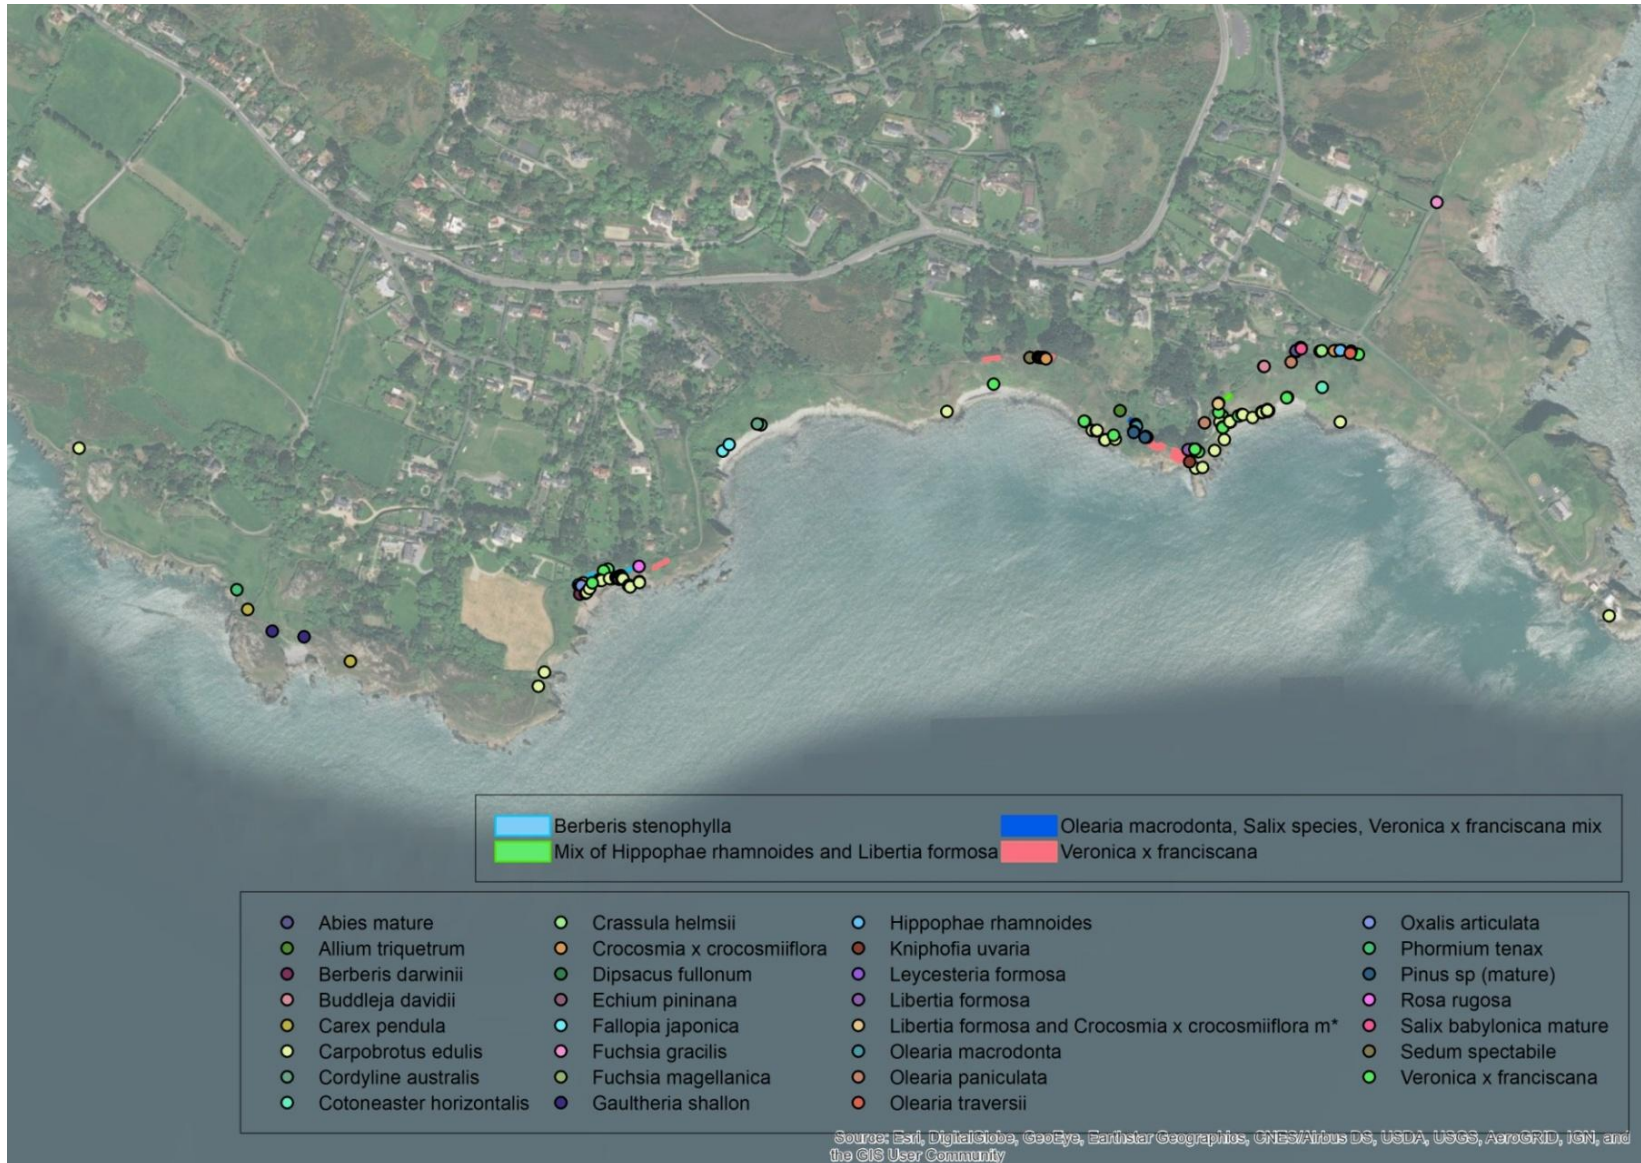 Berberis stenophylla
Olearia macrodonta, Salix species, Veronica x franciscana mix
Mix of Hippophae rhamnoides and Libertia formosa
Veronica x franciscana
Abies mature
Allium triquetrum
Berberis darwinii
Buddleja davidii
Carex pendula
Carpobrotus edulis
Cordyline australis
Cotoneaster horizontalis
Crassula helmsii
Crocosmia x crocosmiiflora
Dipsacus fullonum
Echium pininana
Fallopia japonica
Fuchsia gracilis
Fuchsia magellanica
Gaultheria shallon
Hippophae rhamnoides
Kniphofia uvaria
Leycesteria formosa
Libertia formosa
Libertia formosa and Crocosmia x crocosmiiflora m*
Olearia macrodonta
Olearia paniculata
Olearia traversii
Oxalis articulata
Phormium tenax
Pinus sp (mature)
Rosa rugosa
Salix babylonica mature
Sedum spectabile
Veronica x franciscana
Source: Esri, DigitalGlobe, GeoEye, Earthstar Geographics, CNES/Airbus DS, USDA, USGS, AeroGRID, IGN, and
the GIS User Community